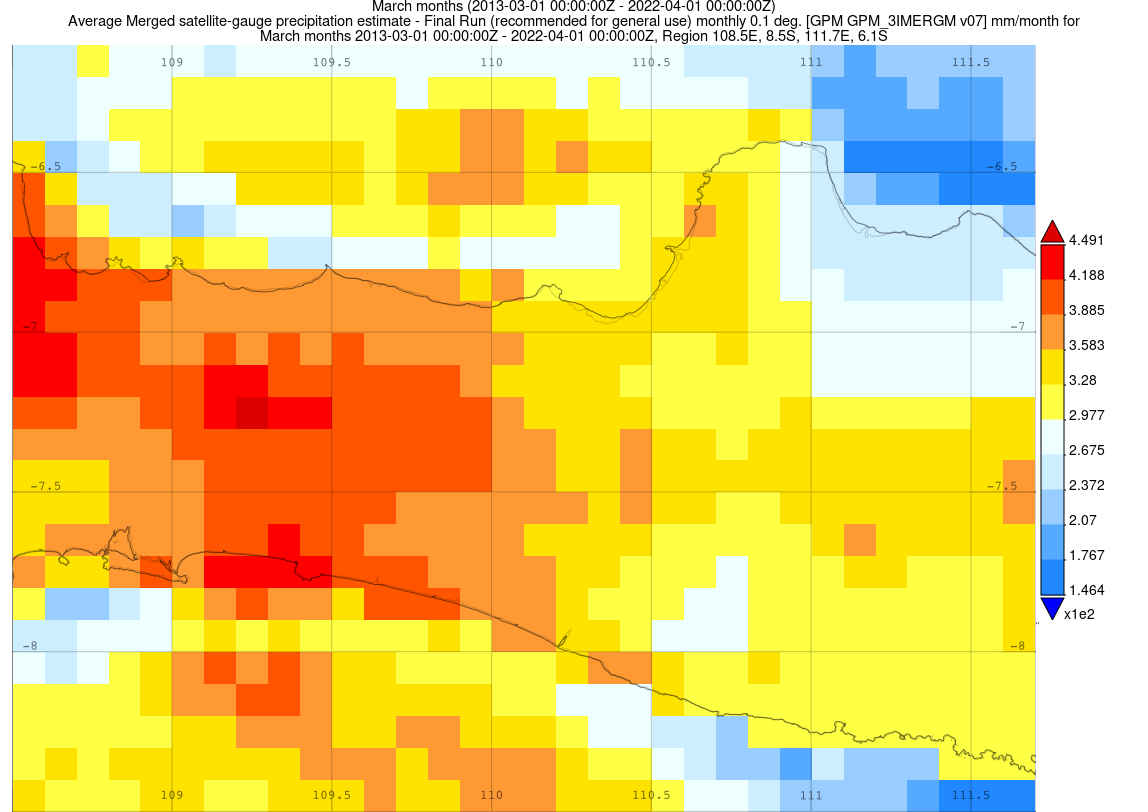 March months (2013-03-01 00:00:00Z - 2022-04-01 00:00:00Z)
Average Merged satellite-gauge precipitation estimate - Final Run (recommended for general use) monthly 0.1 deg. [GPM GPM_3IMERGM v07] mm/month for
March months 2013-03-01 00:00:00Z - 2022-04-01 00:00:00Z, Region 108.5E, 8.5S, 111.7E, 6.1S
109 109.5 110 110.5 111 111.5
-6.5 -6.5
-7 -7
-7.5 -7.5
-8 -8
109 109.5 110 110.5 111 111.5
4.491
4.188
3.885
3.583
3.28
2.977
2.675
2.372
2.07
1.767
1.464
x1e2